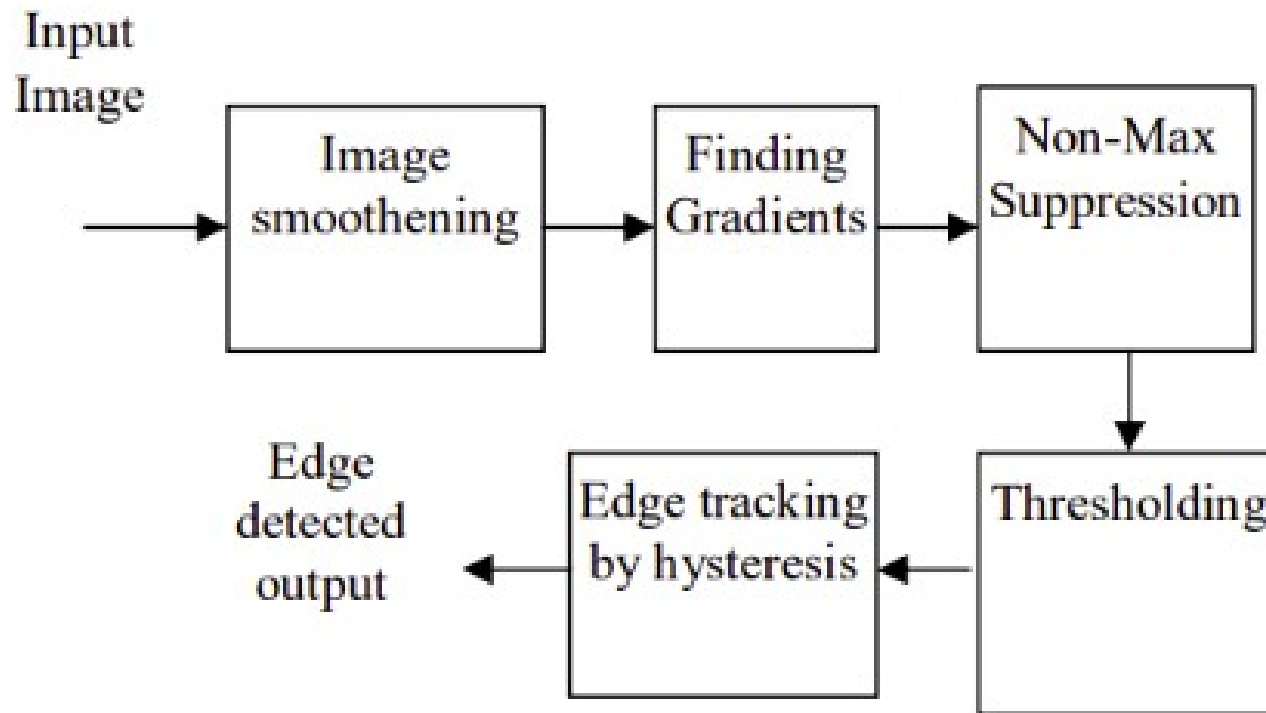 Input
Image
Image
smoothening
Finding
Gradients
Non-Max
Suppression
Thresholding
Edge tracking
by hysteresis
Edge
detected
output